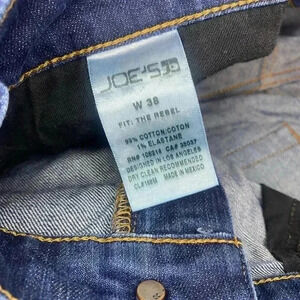 JOE'S
W 38
FIT: THE REBEL
99% COTTON/COTON
1% ELASTANE
DESIGNED IN LOS ANGELES
DRY CLEAN RECOMMENDED
MADE IN MEXICO